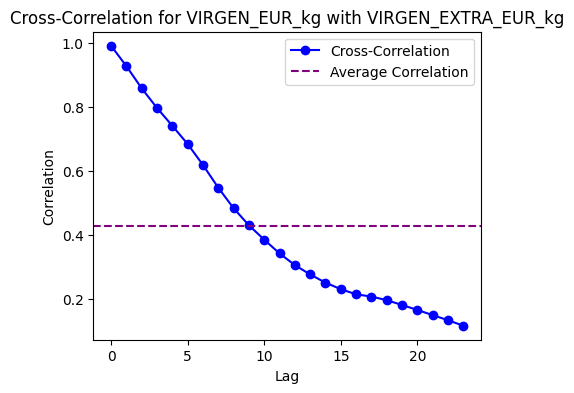 Cross-Correlation for VIRGEN_EUR_kg with VIRGEN_EXTRA_EUR_kg
Cross-Correlation
Average Correlation
Correlation
1.0
0.8
0.6
0.4
0.2
0 5 10 15 20
Lag